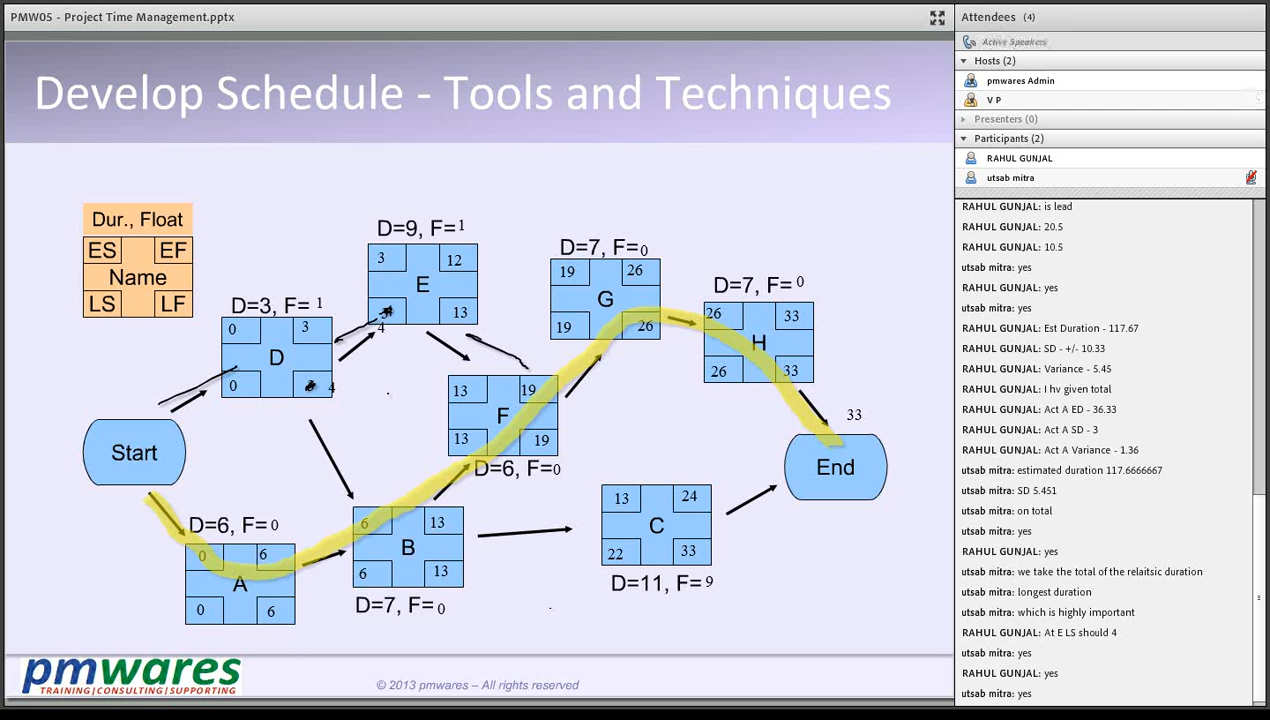 PMW05 - Project Time Management.pptx
Develop Schedule - Tools and Techniques
Dur., Float
ES EF
Name
LS LF
D=9, F= 1
3 12
E
4 13
D=3, F= 1
0 3
D
0 4
D=7, F=0
19 26
G
19 26
D=7, F= 0
26 33
H
26 33
13 19
F
13 19
D=6, F=0
Start
33
End
D=6, F= 0
0 6
A
0 6
6 13
B
6 13
D=7, F= 0
13 24
C
22 33
D=11, F= 9
pmwares
TRAINING|CONSULTING|SUPPORTING
© 2013 pmwares – All rights reserved
Attendees (4)
Active Speakers
Hosts (2)
pmwares Admin
V P
Presenters (0)
Participants (2)
RAHUL GUNJAL
utsab mitra
RAHUL GUNJAL: is lead
RAHUL GUNJAL: 20.5
RAHUL GUNJAL: 10.5
utsab mitra: yes
RAHUL GUNJAL: yes
utsab mitra: yes
RAHUL GUNJAL: Est Duration - 117.67
RAHUL GUNJAL: SD - +/- 10.33
RAHUL GUNJAL: Variance - 5.45
RAHUL GUNJAL: I hv given total
RAHUL GUNJAL: Act A ED - 36.33
RAHUL GUNJAL: Act A SD - 3
RAHUL GUNJAL: Act A Variance - 1.36
utsab mitra: estimated duration 117.6666667
utsab mitra: SD 5.451
utsab mitra: on total
utsab mitra: yes
RAHUL GUNJAL: yes
utsab mitra: we take the total of the relaitsic duration
utsab mitra: longest duration
utsab mitra: which is highly important
RAHUL GUNJAL: At E LS should 4
utsab mitra: yes
RAHUL GUNJAL: yes
utsab mitra: yes